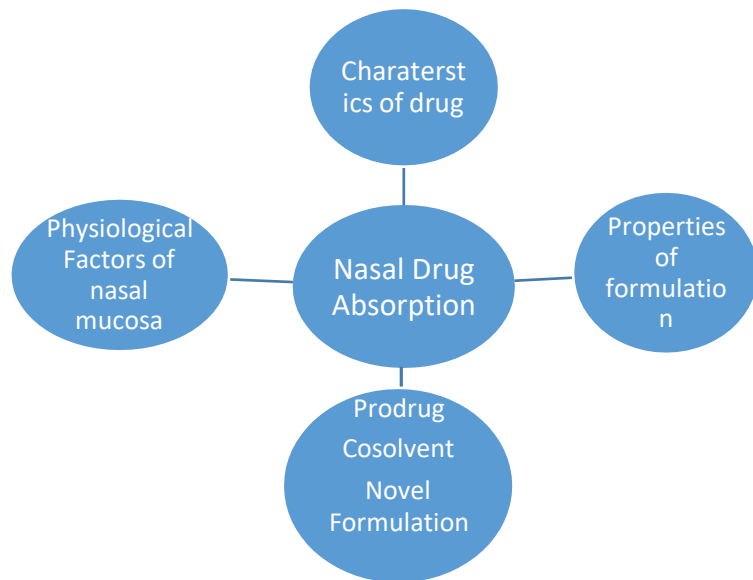 Charaterst
ics of drug
Physiological
Factors of
nasal
mucosa
Nasal Drug
Absorption
Properties
of
formulatio
n
Prodrug
Cosolvent
Novel
Formulation